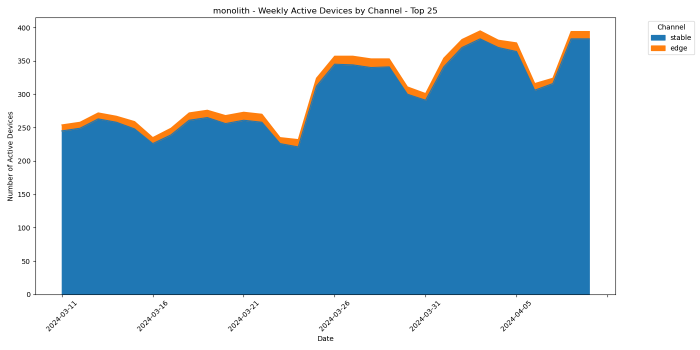 monolith - Weekly Active Devices by Channel - Top 25
Channel
stable
edge
Number of Active Devices
400
350
300
250
200
150
100
50
0
2024-03-11
2024-03-16
2024-03-21
2024-03-26
2024-03-31
2024-04-05
Date